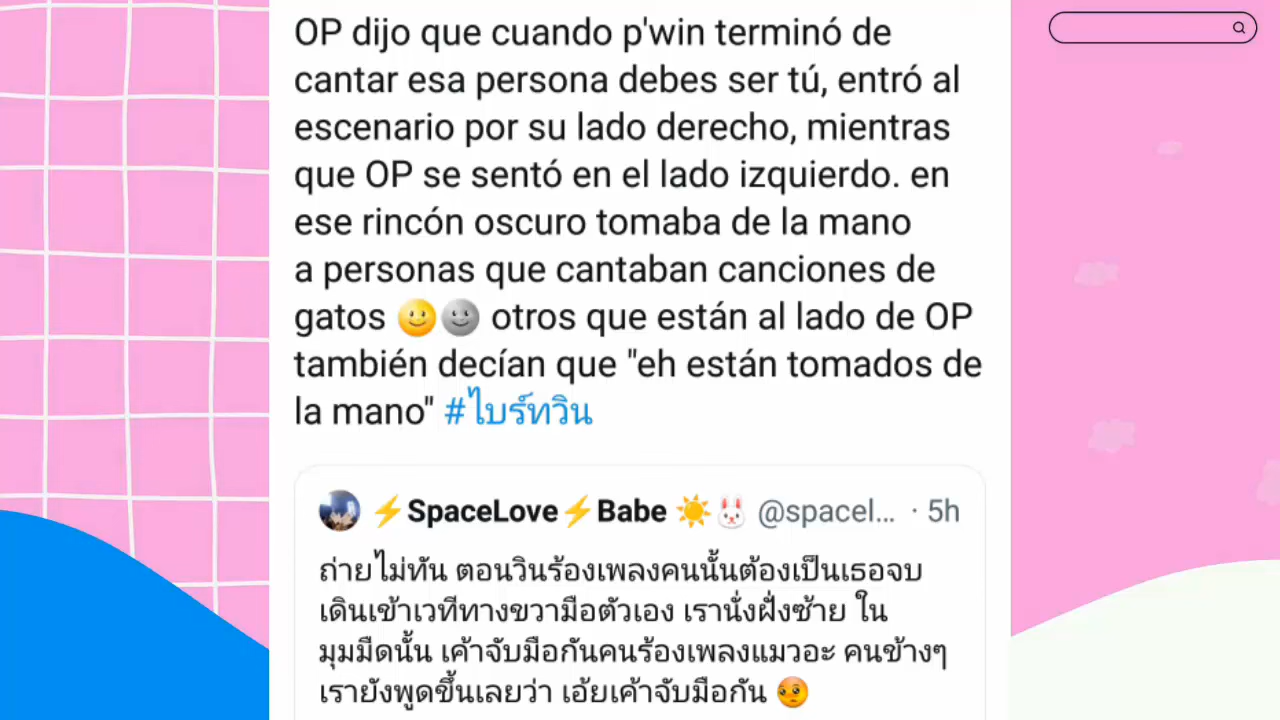 OP dijo que cuando p'win terminó de
cantar esa persona debes ser tú, entró al
escenario por su lado derecho, mientras
que OP se sentó en el lado izquierdo. en
ese rincón oscuro tomaba de la mano
a personas que cantaban canciones de
gatos 🌝🌚 otros que están al lado de OP
también decían que "eh están tomados de
la mano" #ไบร์ทวิน
⚡SpaceLove⚡Babe ☀️🐰 @spacel... · 5h
ถ่ายไม่ทัน ตอนวินร้องเพลงคนนั้นต้องเป็นเธอจบ
เดินเข้าเวทีทางขวามือตัวเอง เรานั่งฝั่งซ้าย ใน
มุมมืดนั้น เค้าจับมือกันคนร้องเพลงแมวอะ คนข้างๆ
เรายังพูดขึ้นเลยว่า เอ้ยเค้าจับมือกัน 🥺